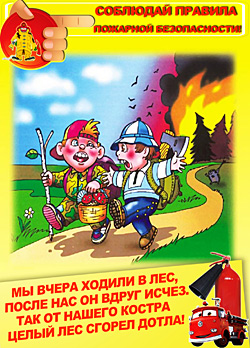 СОБЛЮДАЙ ПРАВИЛА
ПОЖАРНОЙ БЕЗОПАСНОСТИ!
МЫ ВЧЕРА ХОДИЛИ В ЛЕС,
ПОСЛЕ НАС ОН ВДРУГ ИСЧЕЗ.
ТАК ОТ НАШЕГО КОСТРА
ЦЕЛЫЙ ЛЕС СГОРЕЛ ДОТЛА!